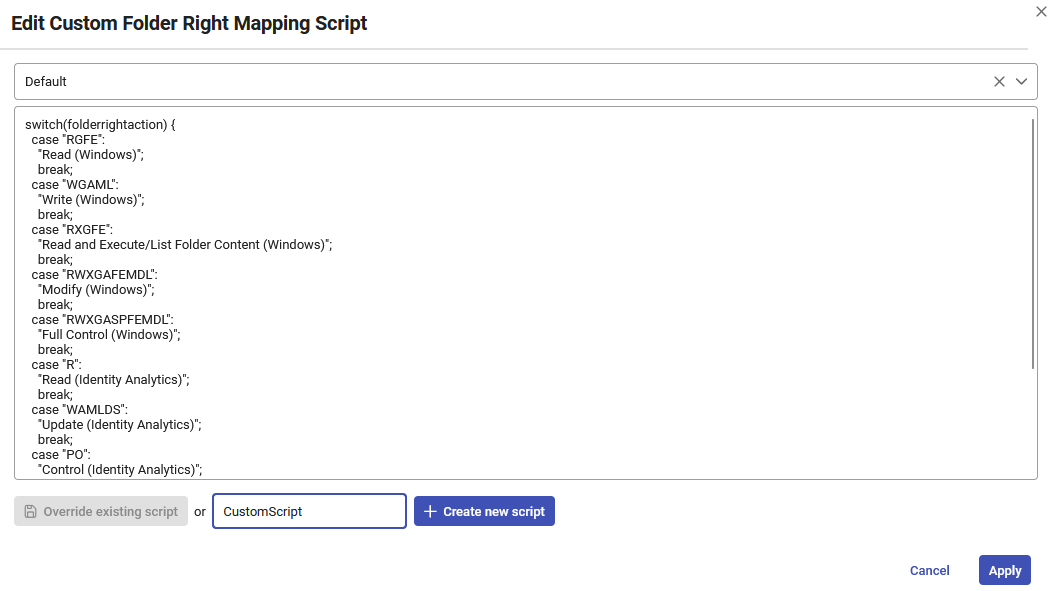 Edit Custom Folder Right Mapping Script
Default
switch(folderrightaction) {
case "RGFE":
"Read (Windows)";
break;
case "WGAML":
"Write (Windows)";
break;
case "RXGFE":
"Read and Execute/List Folder Content (Windows)";
break;
case "RWXGAFEMDL":
"Modify (Windows)";
break;
case "RWXGASPFEMDL":
"Full Control (Windows)";
break;
case "R":
"Read (Identity Analytics)";
break;
case "WAMLDS":
"Update (Identity Analytics)";
break;
case "PO":
"Control (Identity Analytics)";
Override existing script or CustomScript + Create new script
Cancel Apply